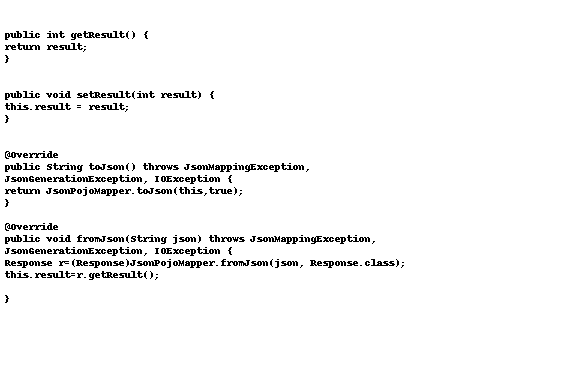 public int getResult() {
return result;
}
public void setResult(int result) {
this.result = result;
}
@Override
public String toJson() throws JsonMappingException,
JsonGenerationException, IOException {
return JsonPojoMapper.toJson(this,true);
}
@Override
public void fromJson(String json) throws JsonMappingException,
JsonGenerationException, IOException {
Response r=(Response)JsonPojoMapper.fromJson(json, Response.class);
this.result=r.getResult();
}